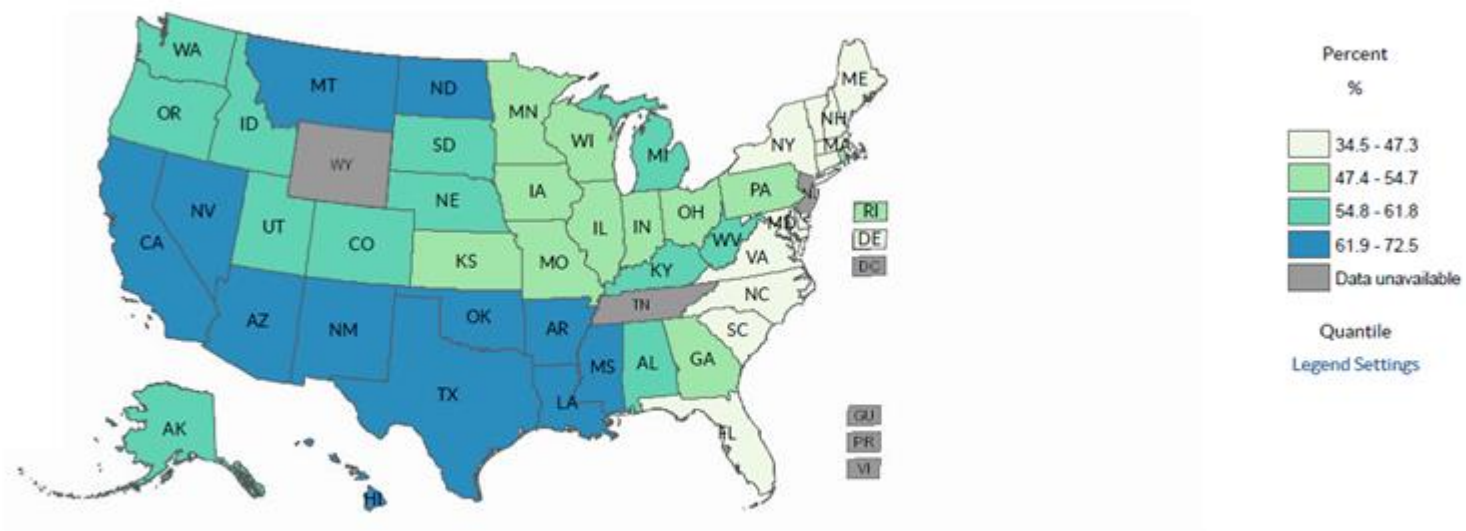 WA
MT
ND
MN
ME
OR
ID
SD
WI
MI
NY
NH
MA
WY
NE
IA
PA
NJ
NV
UT
CO
IL
IN
OH
RI
CA
KS
MO
KY
WV
MD
DE
VA
DC
AZ
NM
OK
AR
TN
NC
SC
TX
LA
MS
AL
GA
AK
HI
FL
GU
PR
VI
Percent
%
34.5 - 47.3
47.4 - 54.7
54.8 - 61.8
61.9 - 72.5
Data unavailable
Quantile
Legend Settings